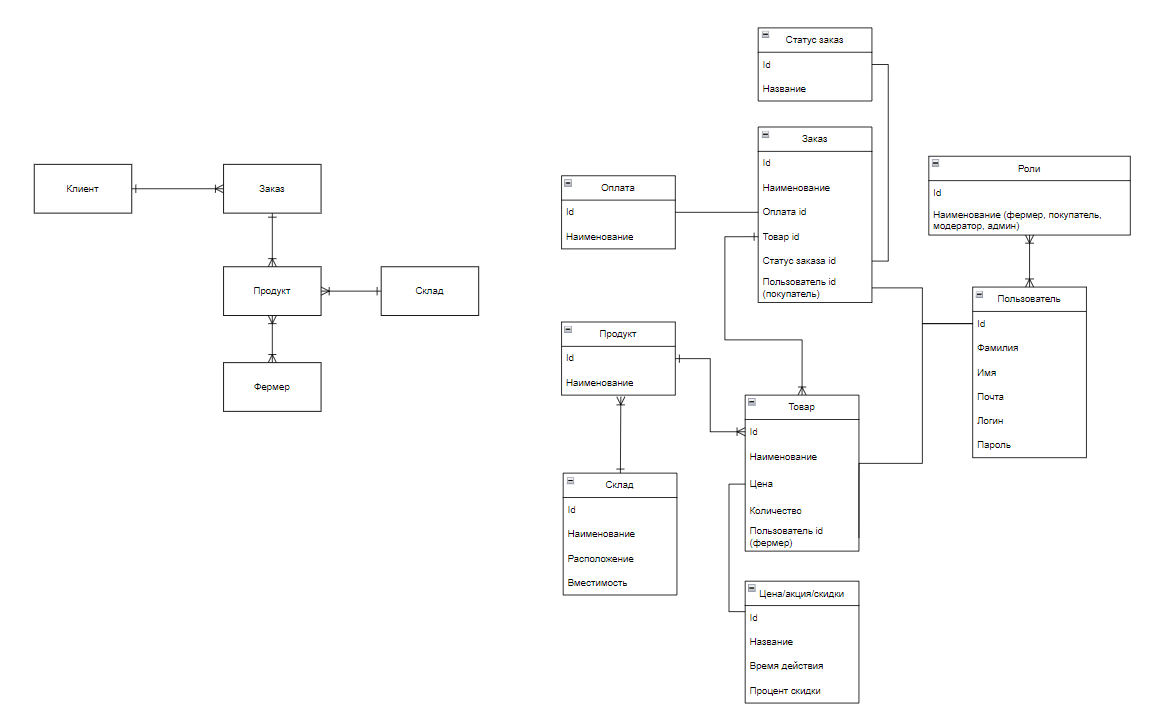 Клиент
Заказ
Продукт
Склад
Фермер
Статус заказ
Id
Название
Заказ
Id
Наименование
Оплата id
Товар id
Статус заказа id
Пользователь id
(покупатель)
Оплата
Id
Наименование
Роли
Id
Наименование (фермер, покупатель,
модератор, админ)
Пользователь
Id
Фамилия
Имя
Почта
Логин
Пароль
Продукт
Id
Наименование
Товар
Id
Наименование
Цена
Количество
Пользователь id
(фермер)
Склад
Id
Наименование
Расположение
Вместимость
Цена/акция/скидки
Id
Название
Время действия
Процент скидки